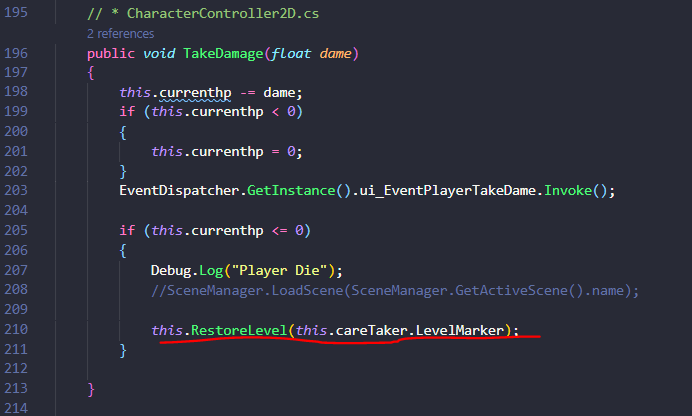 195 // * CharacterController2D.cs
2 references
196 public void TakeDamage(float dame)
197 {
198 this.currenthp -= dame;
199 if (this.currenthp < 0)
200 {
201 this.currenthp = 0;
202 }
203 EventDispatcher.GetInstance().ui_EventPlayerTakeDame.Invoke();
204
205 if (this.currenthp <= 0)
206 {
207 Debug.Log("Player Die");
208 //SceneManager.LoadScene(SceneManager.GetActiveScene().name);
209
210 this.RestoreLevel(this.careTaker.LevelMarker);
211 }
212
213 }
214